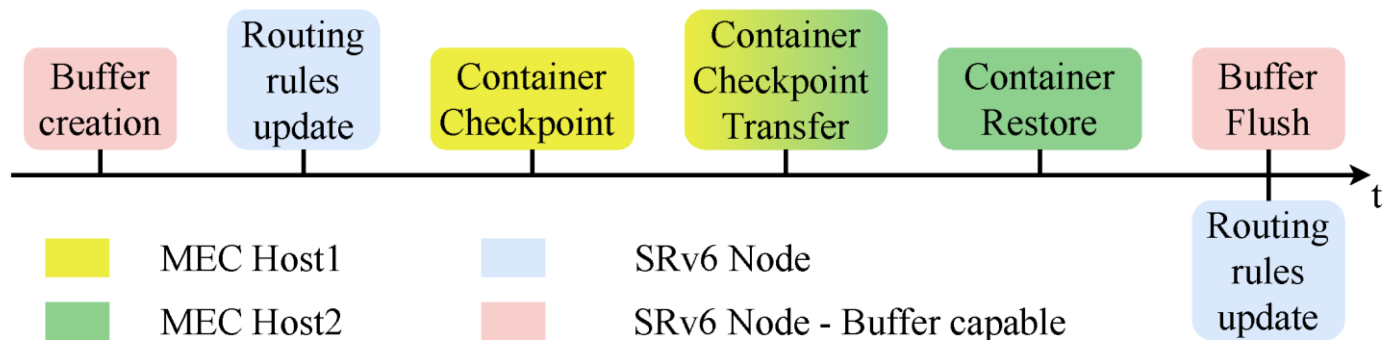 Buffer
creation
Routing
rules
update
Container
Checkpoint
Container
Checkpoint
Transfer
Container
Restore
Buffer
Flush
t
Routing
rules
update
MEC Host1
SRv6 Node
MEC Host2
SRv6 Node - Buffer capable